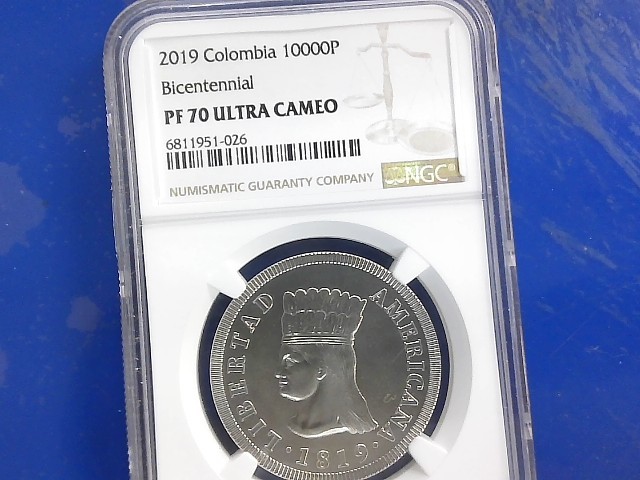 2019 Colombia 10000P
Bicentennial
PF 70 ULTRA CAMEO
6811951-026
NUMISMATIC GUARANTY COMPANY
NGC®
LIBERTAD AMERICANA
·1819·